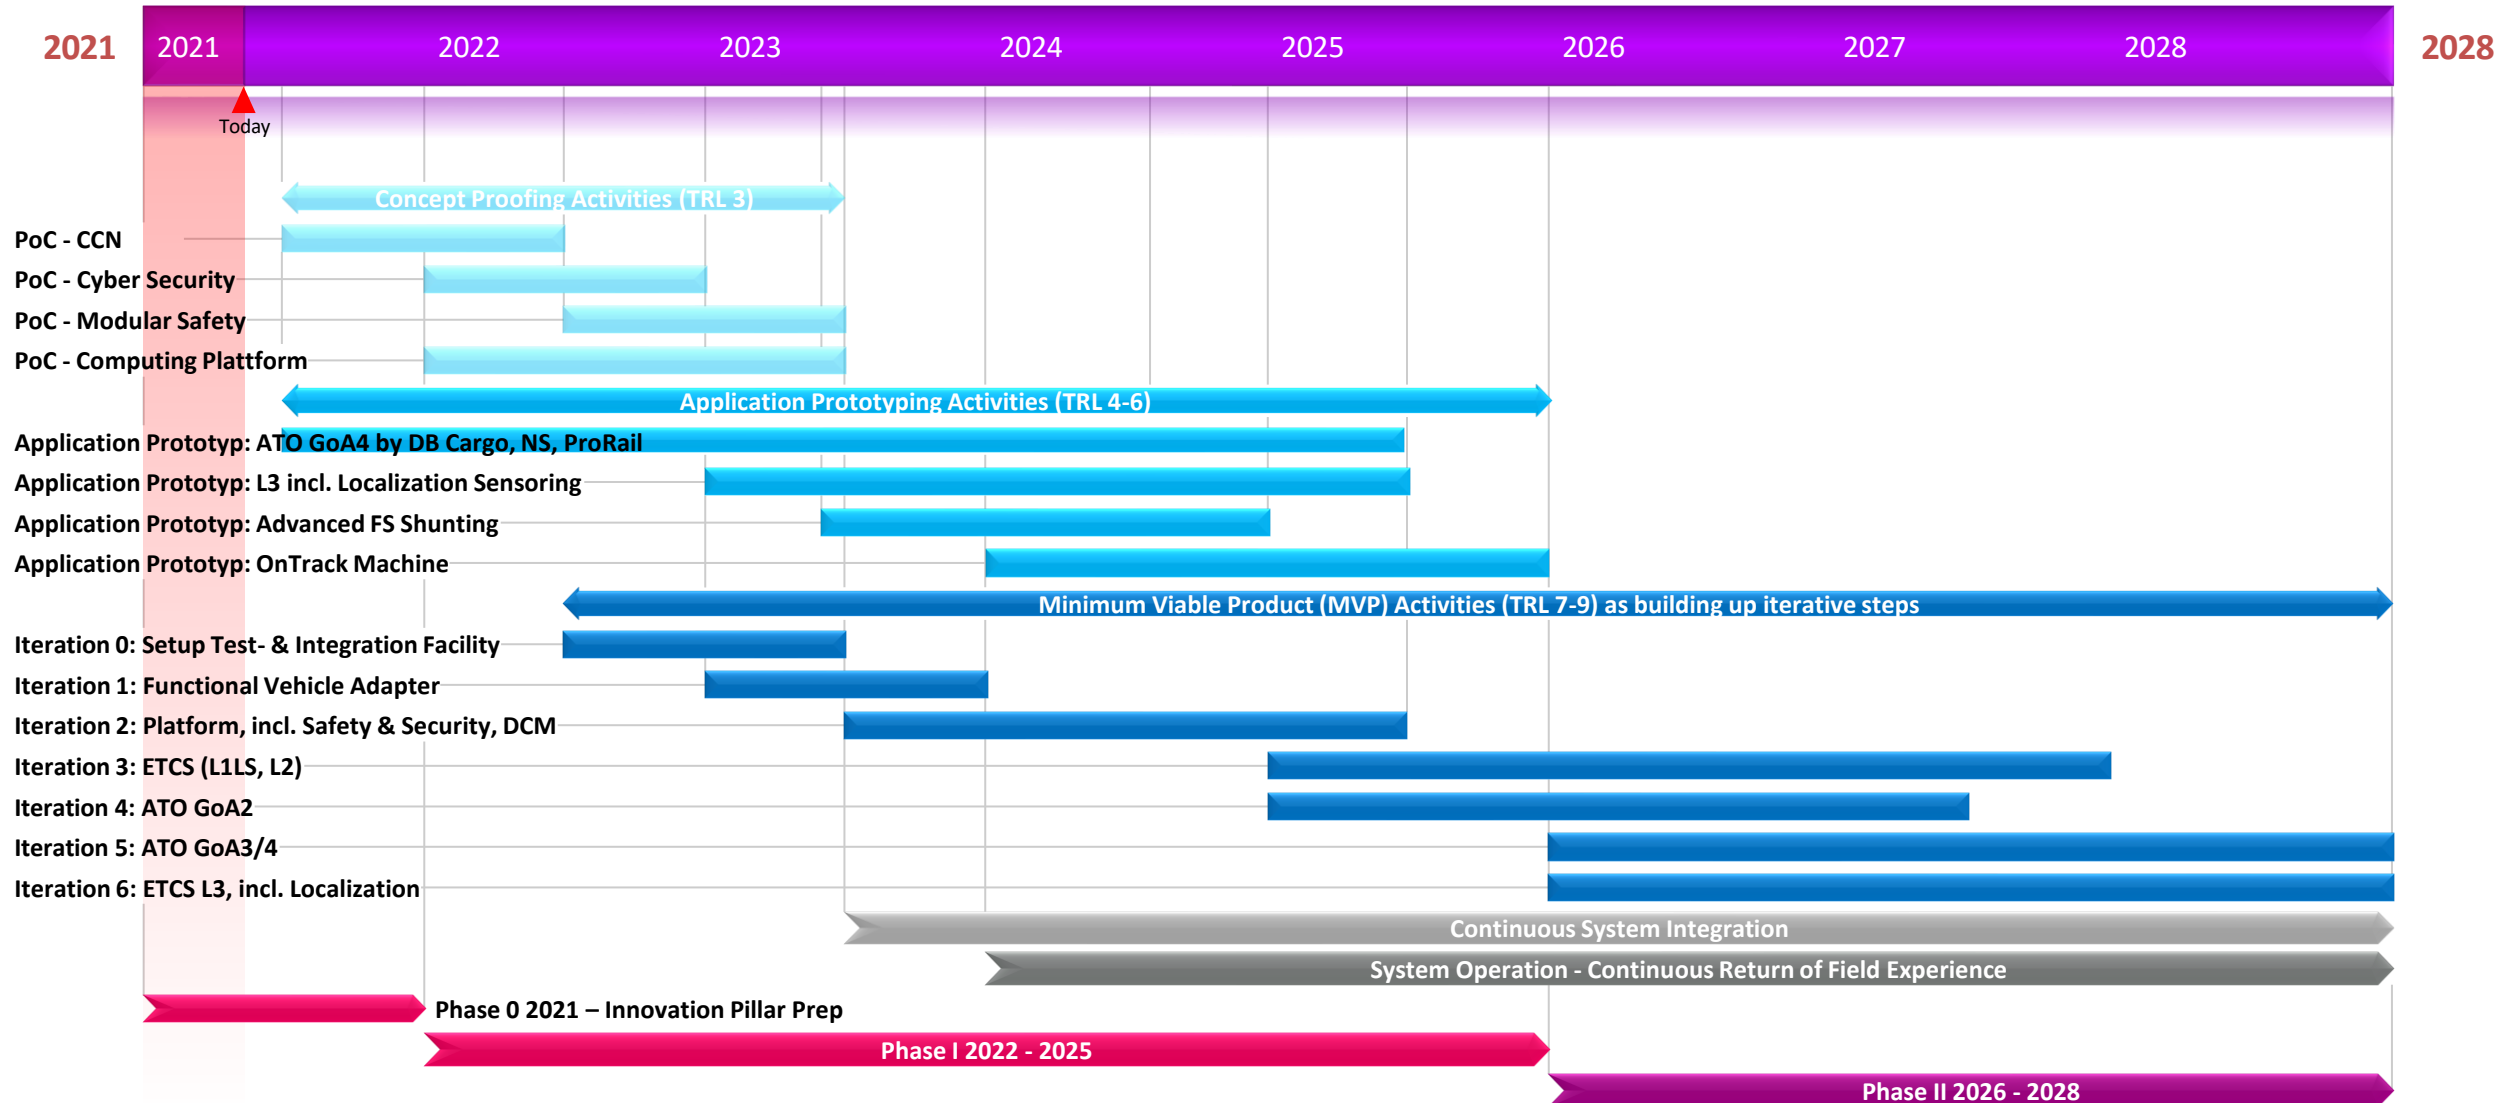 2021 2021 2022 2023 2024 2025 2026 2027 2028 2028
Today
Concept Proofing Activities (TRL 3)
PoC - CCN
PoC - Cyber Security
PoC - Modular Safety
PoC - Computing Plattform
Application Prototyping Activities (TRL 4-6)
Application Prototyp: ATO GoA4 by DB Cargo, NS, ProRail
Application Prototyp: L3 incl. Localization Sensoring
Application Prototyp: Advanced FS Shunting
Application Prototyp: OnTrack Machine
Minimum Viable Product (MVP) Activities (TRL 7-9) as building up iterative steps
Iteration 0: Setup Test- & Integration Facility
Iteration 1: Functional Vehicle Adapter
Iteration 2: Platform, incl. Safety & Security, DCM
Iteration 3: ETCS (L1LS, L2)
Iteration 4: ATO GoA2
Iteration 5: ATO GoA3/4
Iteration 6: ETCS L3, incl. Localization
Continuous System Integration
System Operation - Continuous Return of Field Experience
Phase 0 2021 – Innovation Pillar Prep
Phase I 2022 - 2025
Phase II 2026 - 2028